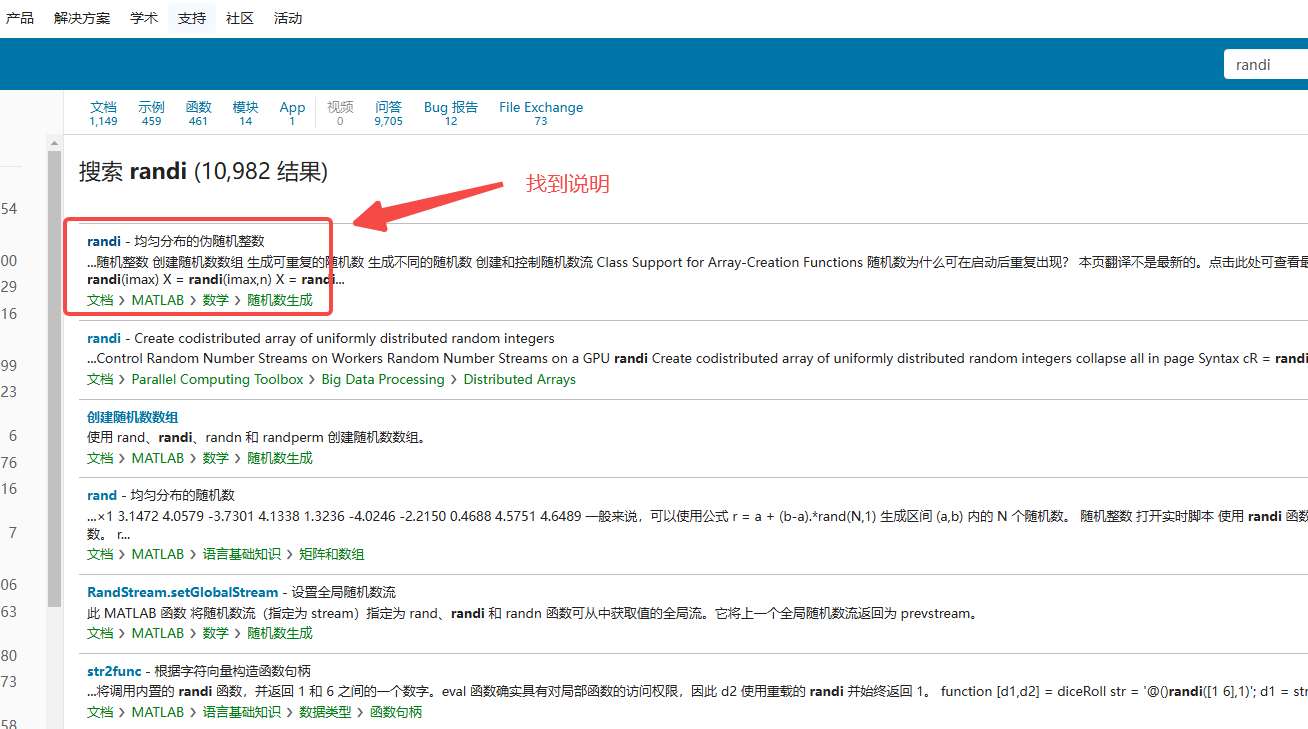 产品 解决方案 学术 支持 社区 活动
randi
文档 示例 函数 模块 App 视频 问答 Bug 报告 File Exchange
1,149 459 461 14 1 0 9,705 12 73
搜索 randi (10,982 结果)
找到说明
54
randi - 均匀分布的伪随机整数
00
...随机整数 创建随机数数组 生成可重复的随机数 生成不同的随机数 创建和控制随机数流 Class Support for Array-Creation Functions 随机数为什么可在启动后重复出现？ 本页翻译不是最新的。点击此处可查看最
29
randi(imax) X = randi(imax,n) X = randi...
文档 > MATLAB > 数学 > 随机数生成
16
randi - Create codistributed array of uniformly distributed random integers
99
...Control Random Number Streams on Workers Random Number Streams on a GPU randi Create codistributed array of uniformly distributed random integers collapse all in page Syntax cR = randi
文档 > Parallel Computing Toolbox > Big Data Processing > Distributed Arrays
23
创建随机数数组
6
使用 rand、randi、randn 和 randperm 创建随机数数组。
76
文档 > MATLAB > 数学 > 随机数生成
16
rand - 均匀分布的随机数
...×1 3.1472 4.0579 -3.7301 4.1338 1.3236 -4.0246 -2.2150 0.4688 4.5751 4.6489 一般来说，可以使用公式 r = a + (b-a).*rand(N,1) 生成区间 (a,b) 内的 N 个随机数。 随机整数 打开实时脚本 使用 randi 函数
7
数。 r...
文档 > MATLAB > 语言基础知识 > 矩阵和数组
06
RandStream.setGlobalStream - 设置全局随机数流
63
此 MATLAB 函数 将随机数流（指定为 stream）指定为 rand、randi 和 randn 函数可从中获取值的全局流。它将上一个全局随机数流返回为 prevstream。
文档 > MATLAB > 数学 > 随机数生成
80
str2func - 根据字符向量构造函数句柄
73
...将调用内置的 randi 函数，并返回 1 和 6 之间的一个数字。eval 函数确实具有对局部函数的访问权限，因此 d2 使用重载的 randi 并始终返回 1。 function [d1,d2] = diceRoll str = '@()randi([1 6],1)'; d1 = str
文档 > MATLAB > 语言基础知识 > 数据类型 > 函数句柄
58